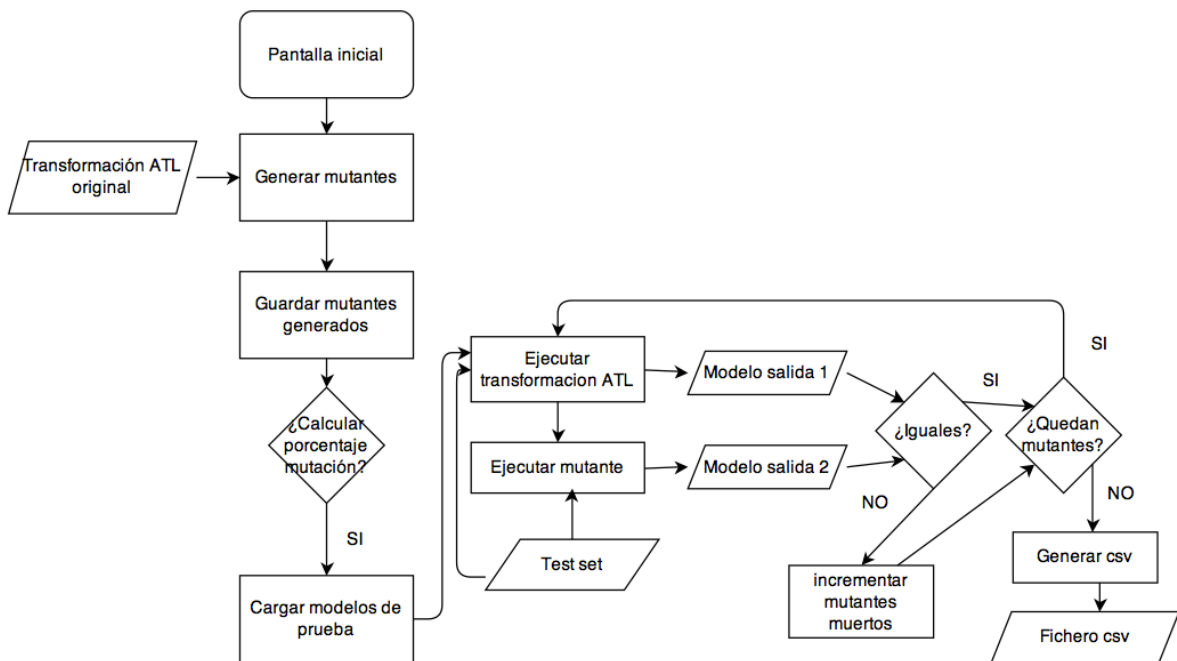 Pantalla inicial
Transformación ATL
original
Generar mutantes
Guardar mutantes
generados
¿Calcular
porcentaje
mutación?
SI
Cargar modelos de
prueba
Ejecutar
transformacion ATL
Modelo salida 1
Ejecutar mutante
Modelo salida 2
Test set
¿Iguales?
SI
NO
incrementar
mutantes
muertos
¿Quedan
mutantes?
SI
NO
Generar csv
Fichero csv